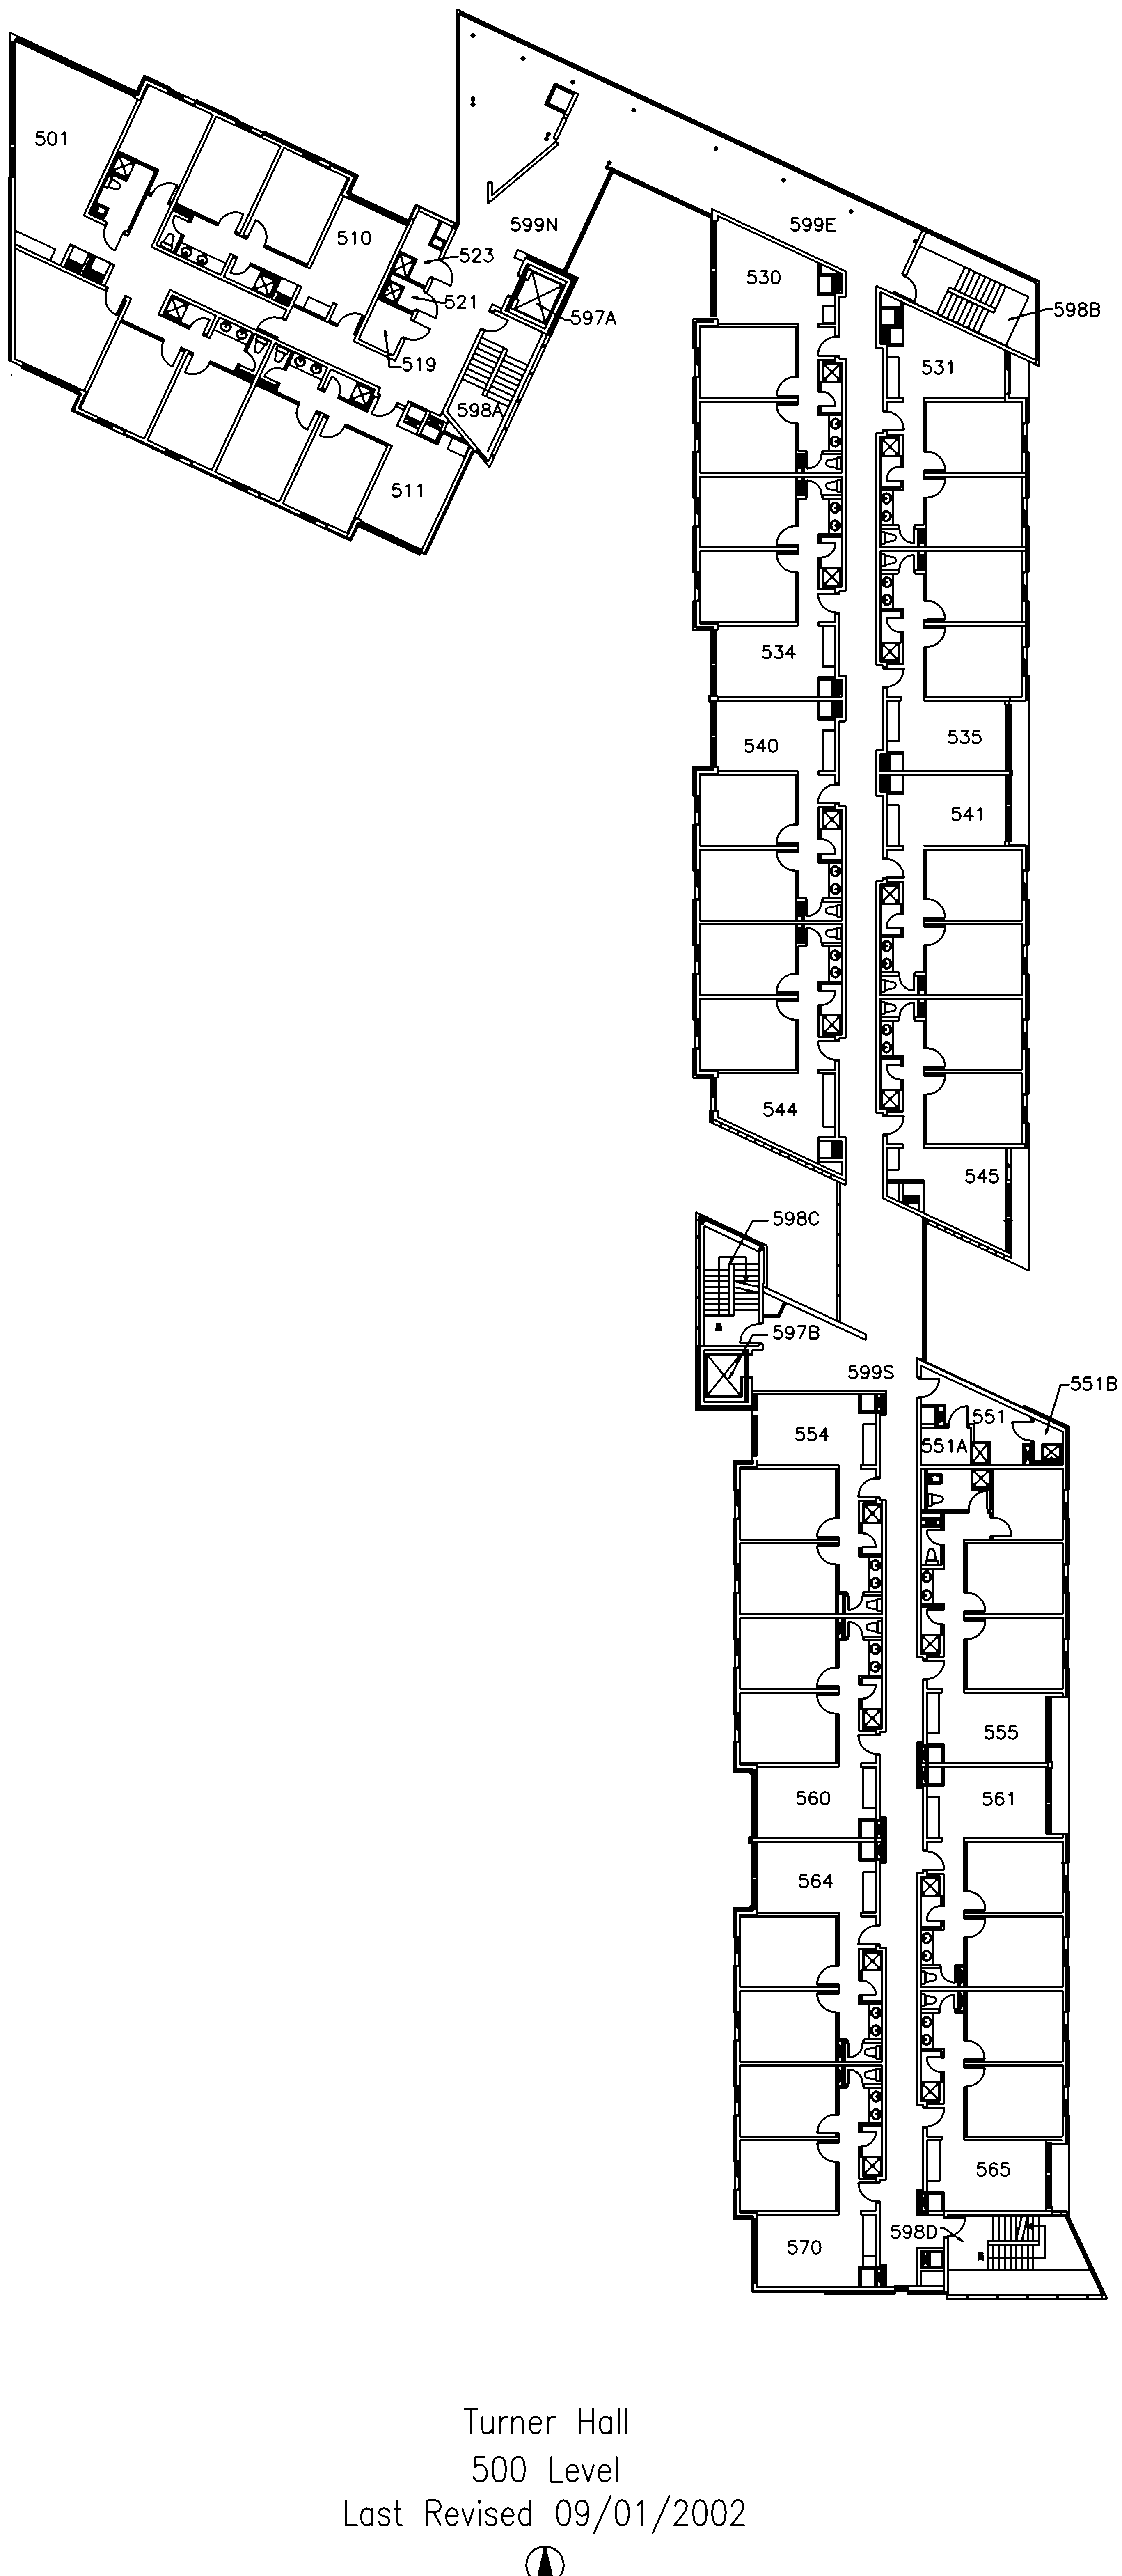 501
510
599N
599E
523
530
521
597A
598B
519
531
598A
511
534
535
540
541
544
545
598C
597B
599S
551B
551
554
551A
555
560
561
564
565
598D
570
Turner Hall
500 Level
Last Revised 09/01/2002